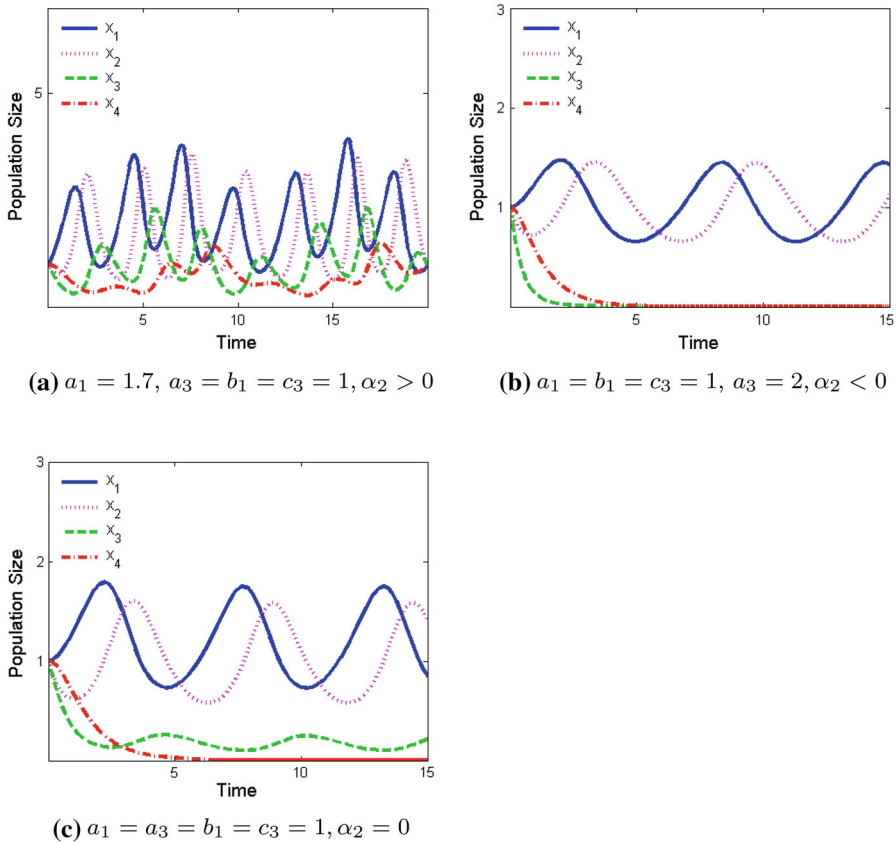 x₁
x₂
x₃
x₄
5
Population Size
5
10
15
Time
(a) a₁ = 1.7, a₃ = b₁ = c₃ = 1, α₂ > 0
x₁
x₂
x₃
x₄
3
2
1
Population Size
5
10
15
Time
(b) a₁ = b₁ = c₃ = 1, a₃ = 2, α₂ < 0
x₁
x₂
x₃
x₄
3
2
1
Population Size
5
10
15
Time
(c) a₁ = a₃ = b₁ = c₃ = 1, α₂ = 0